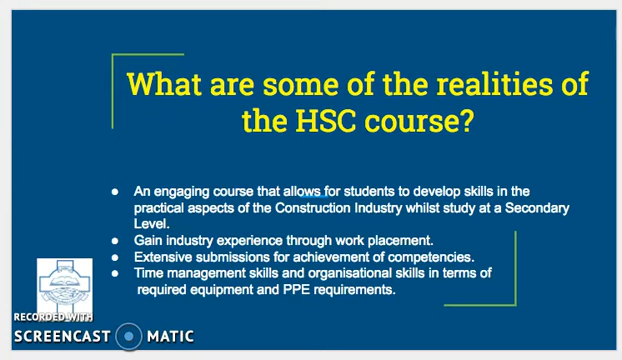 What are some of the realities of
the HSC course?
● An engaging course that allows for students to develop skills in the
practical aspects of the Construction Industry whilst study at a Secondary
Level.
● Gain industry experience through work placement.
● Extensive submissions for achievement of competencies.
● Time management skills and organisational skills in terms of
required equipment and PPE requirements.
RECORDED WITH
SCREENCAST MATIC